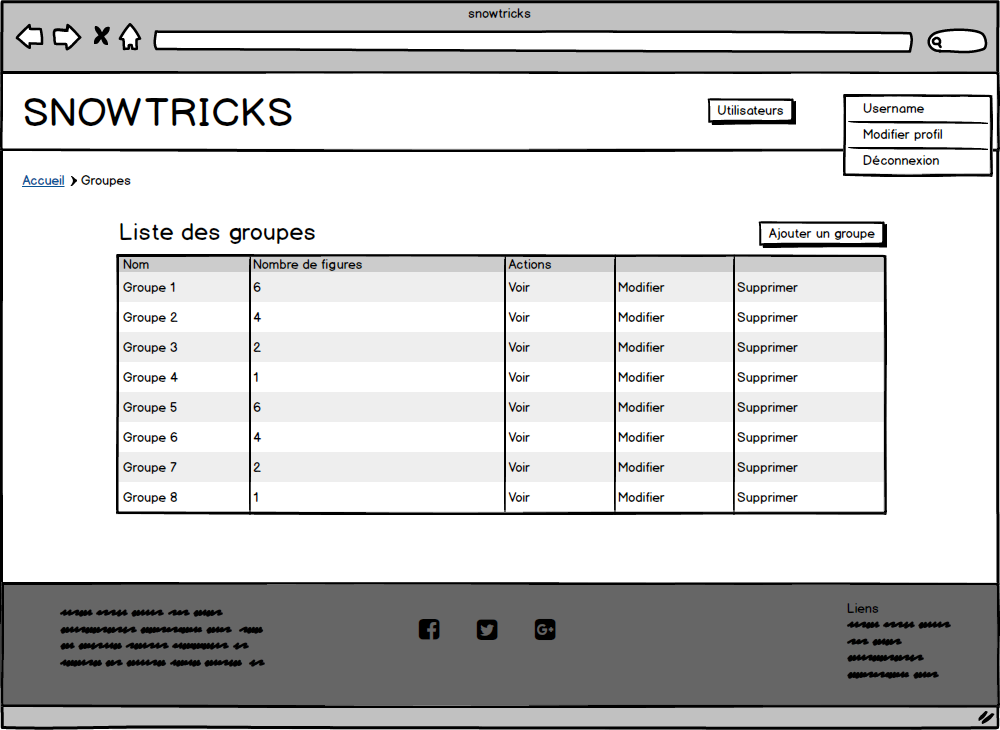 snowtricks
SNOWTRICKS
Utilisateurs
Username
Modifier profil
Déconnexion
Accueil Groupes
Liste des groupes
Ajouter un groupe
Nom Nombre de figures Actions
Groupe 1 6 Voir Modifier Supprimer
Groupe 2 4 Voir Modifier Supprimer
Groupe 3 2 Voir Modifier Supprimer
Groupe 4 1 Voir Modifier Supprimer
Groupe 5 6 Voir Modifier Supprimer
Groupe 6 4 Voir Modifier Supprimer
Groupe 7 2 Voir Modifier Supprimer
Groupe 8 1 Voir Modifier Supprimer
Liens